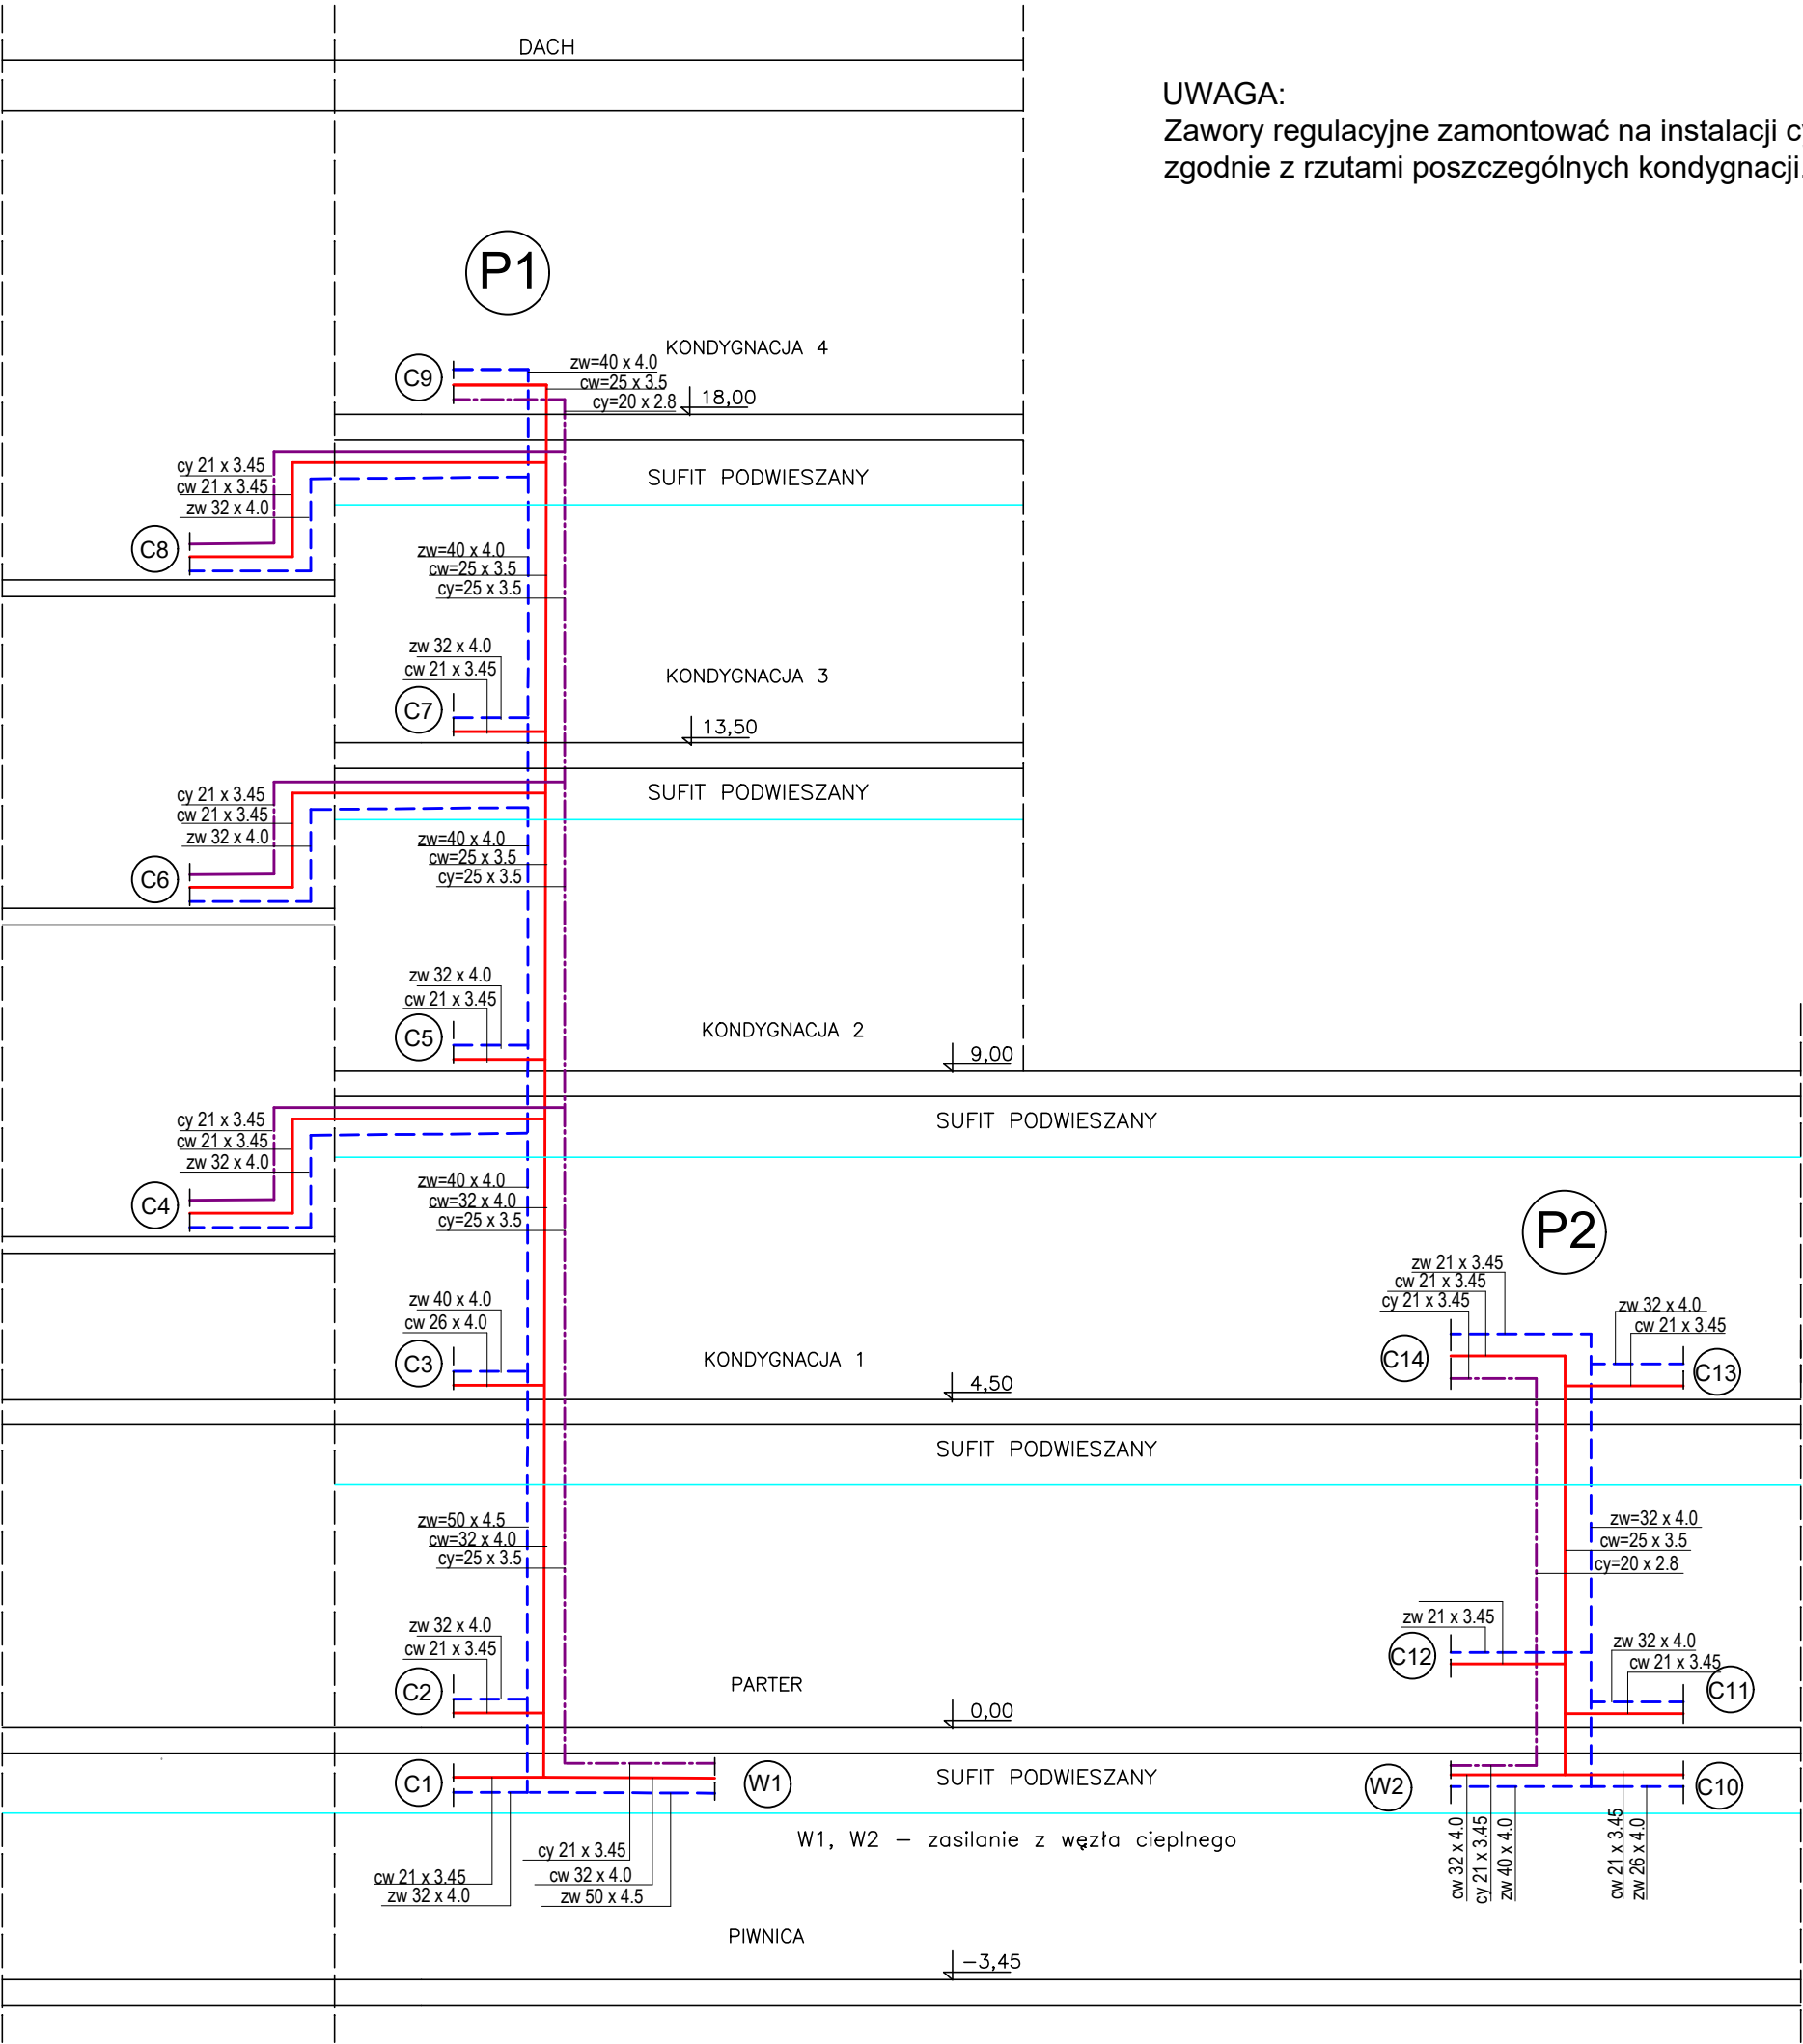 DACH
UWAGA:
Zawory regulacyjne zamontować na instalacji
zgodnie z rzutami poszczególnych kondygnacji.
P1
KONDYGNACJA 4
C9
zw=40 x 4.0
cw=25 x 3.5
cy=20 x 2.8
18,00
cy 21 x 3.45
cw 21 x 3.45
zw 32 x 4.0
SUFIT PODWIESZANY
C8
zw=40 x 4.0
cw=25 x 3.5
cy=25 x 3.5
zw 32 x 4.0
cw 21 x 3.45
KONDYGNACJA 3
C7
13,50
cy 21 x 3.45
cw 21 x 3.45
zw 32 x 4.0
SUFIT PODWIESZANY
C6
zw=40 x 4.0
cw=25 x 3.5
cy=25 x 3.5
zw 32 x 4.0
cw 21 x 3.45
C5
KONDYGNACJA 2
9,00
cy 21 x 3.45
cw 21 x 3.45
zw 32 x 4.0
SUFIT PODWIESZANY
C4
zw=40 x 4.0
cw=32 x 4.0
cy=25 x 3.5
P2
zw 21 x 3.45
cw 21 x 3.45
cy 21 x 3.45
zw 32 x 4.0
cw 21 x 3.45
zw 40 x 4.0
cw 26 x 4.0
C3
KONDYGNACJA 1
C14
C13
4,50
SUFIT PODWIESZANY
zw=50 x 4.5
cw=32 x 4.0
cy=25 x 3.5
zw=32 x 4.0
cw=25 x 3.5
cy=20 x 2.8
zw 32 x 4.0
cw 21 x 3.45
zw 21 x 3.45
zw 32 x 4.0
cw 21 x 3.45
C12
C2
PARTER
C11
0,00
C1
W1
SUFIT PODWIESZANY
W2
C10
W1, W2 – zasilanie z węzła cieplnego
cy 21 x 3.45
cw 21 x 3.45
cw 32 x 4.0
zw 32 x 4.0
zw 50 x 4.5
cw 32 x 4.0
cy 21 x 3.45
zw 40 x 4.0
cw 21 x 3.45
zw 26 x 4.0
PIWNICA
–3,45